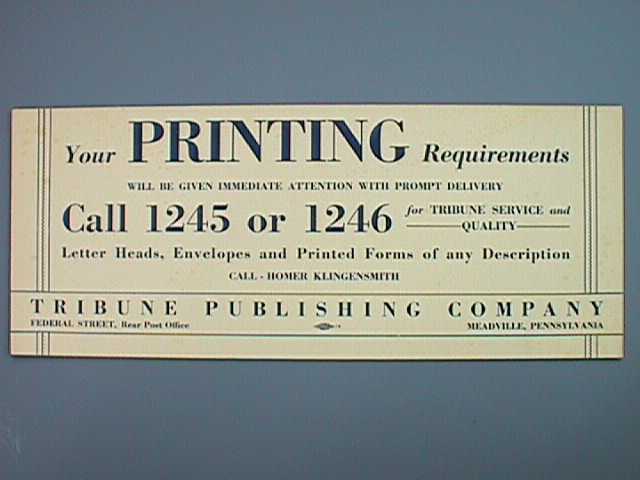 Your PRINTING Requirements
WILL BE GIVEN IMMEDIATE ATTENTION WITH PROMPT DELIVERY
Call 1245 or 1246 for TRIBUNE SERVICE and
QUALITY
Letter Heads, Envelopes and Printed Forms of any Description
CALL - HOMER KLINGENSMITH
TRIBUNE PUBLISHING COMPANY
FEDERAL STREET, Rear Post Office MEADVILLE, PENNSYLVANIA